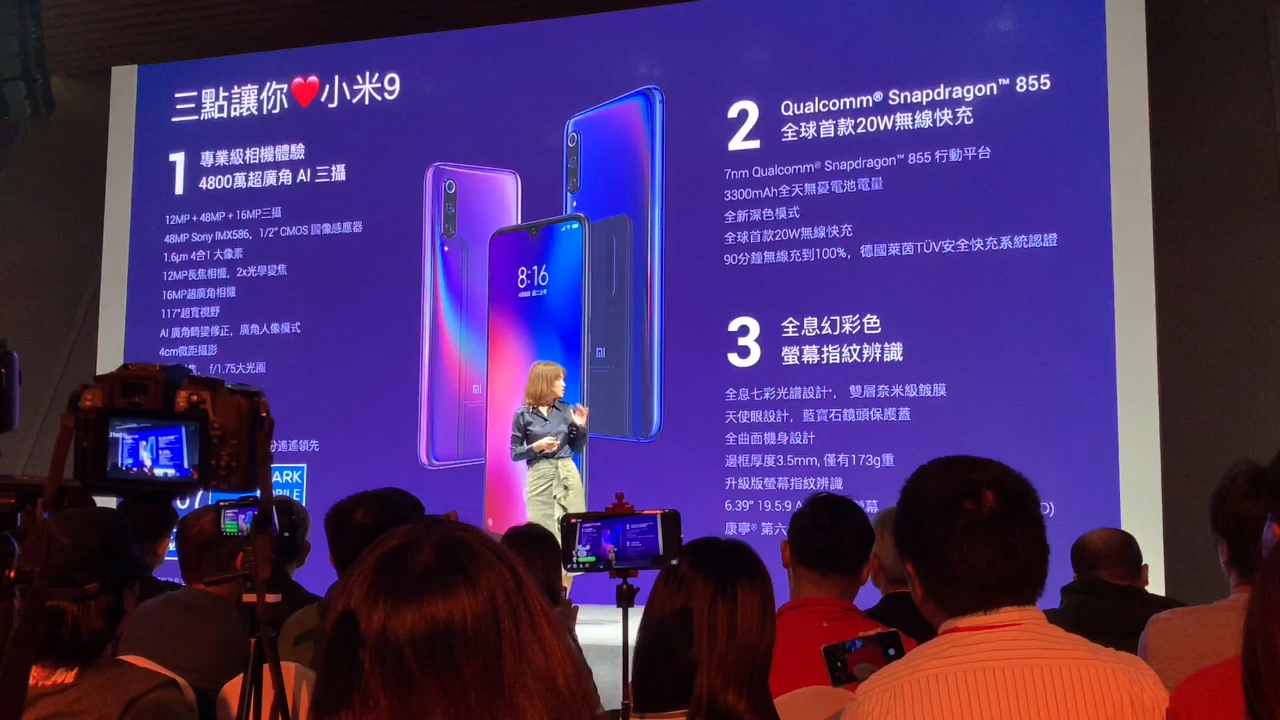 三點讓你❤小米9
1
專業級相機體驗
4800萬超廣角 AI 三攝
12MP + 48MP + 16MP三攝
48MP Sony IMX586, 1/2" CMOS 圖像感應器
1.6μm 4合1 大像素
12MP長焦相機, 2x光學變焦
16MP超廣角相機
117°超寬視野
AI 廣角畸變修正, 廣角人像模式
4cm微距攝影
f/1.75大光圈
分遙遙領先
8:16
mi
mi
2
Qualcomm® Snapdragon™ 855
全球首款20W無線快充
7nm Qualcomm® Snapdragon™ 855 行動平台
3300mAh全天無憂電池電量
全新深色模式
全球首款20W無線快充
90分鐘無線充到100%, 德國萊茵TÜV安全快充系統認證
3
全息幻彩色
螢幕指紋辨識
全息七彩光譜設計*, 雙層奈米級鍍膜
天使眼設計, 藍寶石鏡頭保護蓋
全曲面機身設計
邊框厚度3.5mm, 僅有173g重
升級版螢幕指紋辨識
6.39" 19.5:9 A 螢幕
康寧® 第六